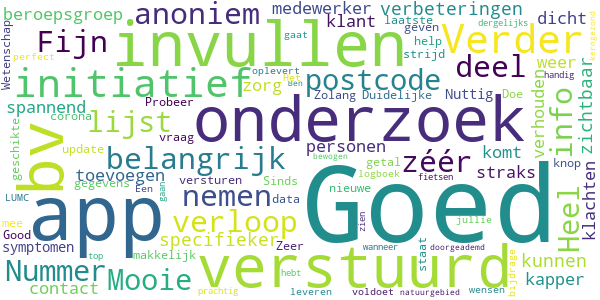 beroepsgroep
anoniem
medewerker
verbeteringen
klant
laatste
dergelijks
dicht
Wetenschap
Fijn
invullen
gaat
geven
help
strijd
Verder
perfect
oplevert
het
Ben
handig
kerngezond
initiatief
zorg
postcode
deel
weer
zichtbaar
spannend
Probeer
Zolang
Duidelijke
Nuttig
Doe
info
corona
lijst
onderzoek
verhouden
geschikte
update
vraag
personen
bv
belangrijk
getal
zéér
komt
knop
klachten
toevoegen
bewogen
logboek
fietsen
straks
gegevens
Een
versturen
Sinds
nieuwe
LUMC
app
gaan
nemen
data
Goed
Heel
mee
verloop
zien
jullie
Good
specifieker
symptomen
makkelijk
Zeer
wanneer
staat
doorgeademd
Nummer
Mooie
verstuurd
bijdrage
kunnen
kapper
contact
top
hebt
prachtig
leveren
voldoet
natuurgebied
wensen